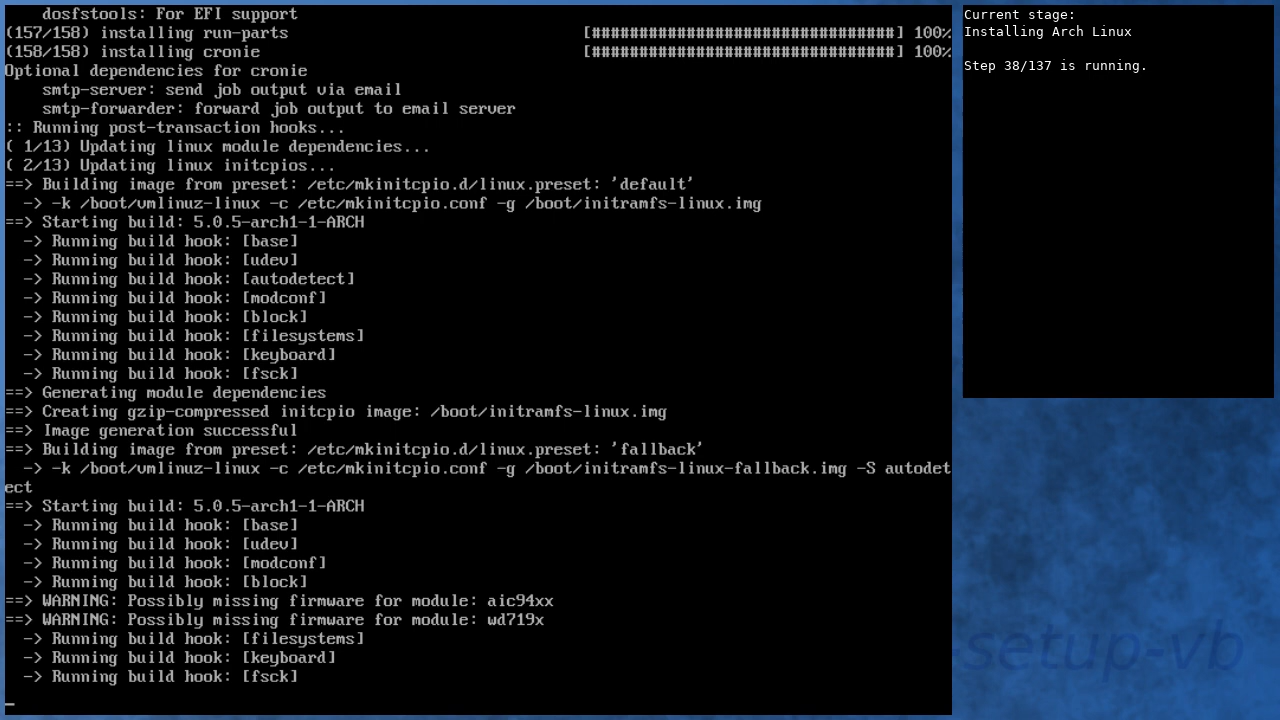 dosfstools: For EFI support
(157/158) installing run-parts                               [################################] 100%
(158/158) installing cronie                                  [################################] 100%
Optional dependencies for cronie
    smtp-server: send job output via email
    smtp-forwarder: forward job output to email server
:: Running post-transaction hooks...
( 1/13) Updating linux module dependencies...
( 2/13) Updating linux initcpios...
==> Building image from preset: /etc/mkinitcpio.d/linux.preset: 'default'
  -> -k /boot/vmlinuz-linux -c /etc/mkinitcpio.conf -g /boot/initramfs-linux.img
==> Starting build: 5.0.5-arch1-1-ARCH
  -> Running build hook: [base]
  -> Running build hook: [udev]
  -> Running build hook: [autodetect]
  -> Running build hook: [modconf]
  -> Running build hook: [block]
  -> Running build hook: [filesystems]
  -> Running build hook: [keyboard]
  -> Running build hook: [fsck]
==> Generating module dependencies
==> Creating gzip-compressed initcpio image: /boot/initramfs-linux.img
==> Image generation successful
==> Building image from preset: /etc/mkinitcpio.d/linux.preset: 'fallback'
  -> -k /boot/vmlinuz-linux -c /etc/mkinitcpio.conf -g /boot/initramfs-linux-fallback.img -S autodet
ect
==> Starting build: 5.0.5-arch1-1-ARCH
  -> Running build hook: [base]
  -> Running build hook: [udev]
  -> Running build hook: [modconf]
  -> Running build hook: [block]
==> WARNING: Possibly missing firmware for module: aic94xx
==> WARNING: Possibly missing firmware for module: wd719x
  -> Running build hook: [filesystems]
  -> Running build hook: [keyboard]
  -> Running build hook: [fsck]
_
Current stage:
Installing Arch Linux
Step 38/137 is running.
-setup-vb